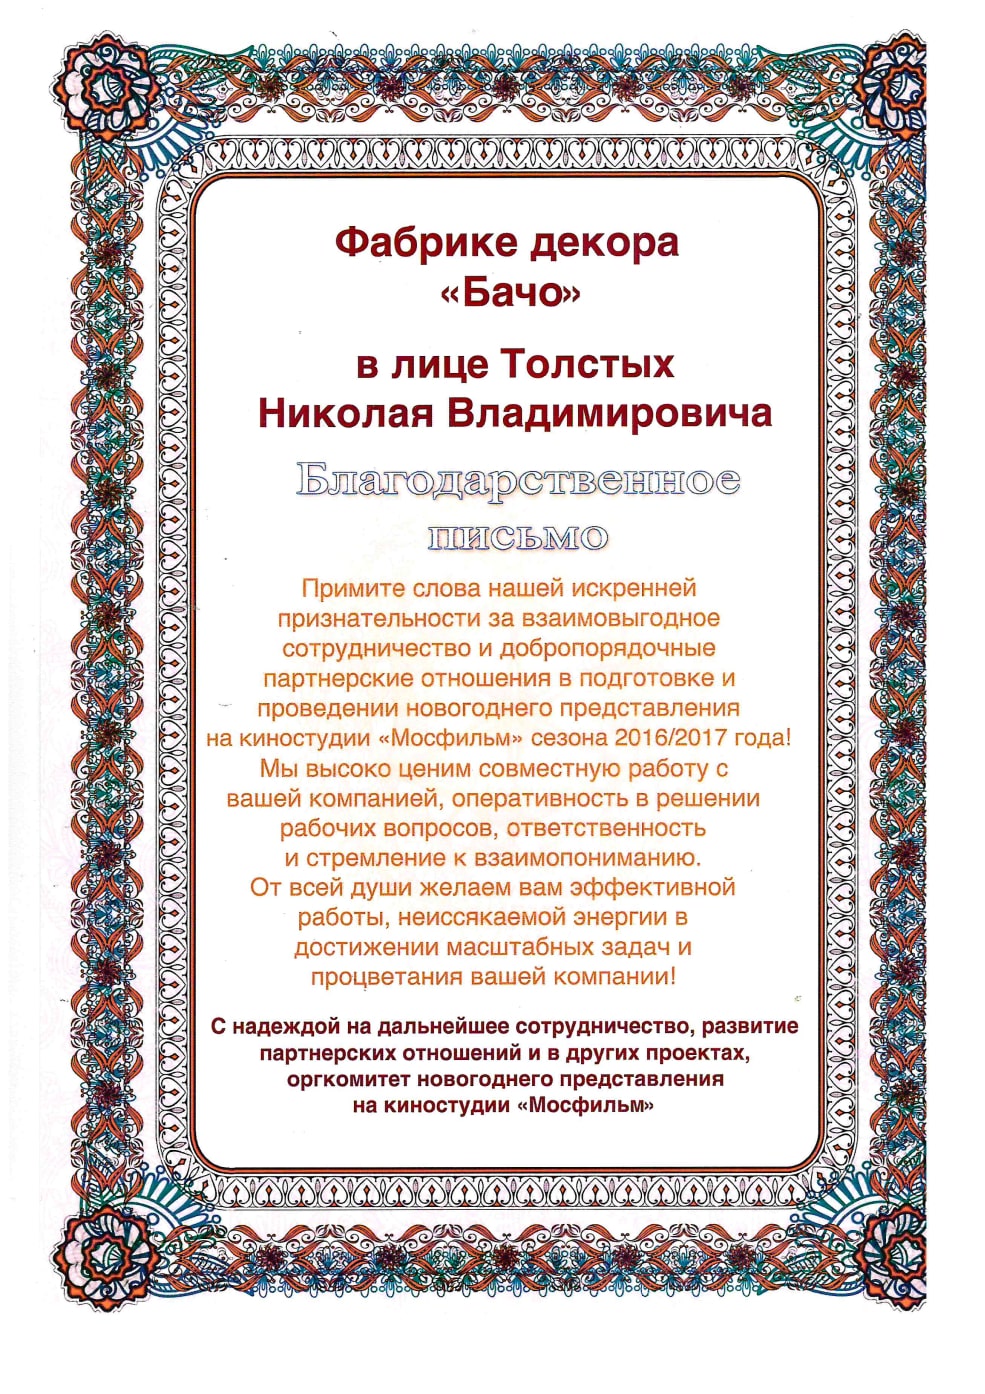 Фабрике декора
«Бачо»
в лице Толстых
Николая Владимировича
Благодарственное
письмо
Примите слова нашей искренней
признательности за взаимовыгодное
сотрудничество и добропорядочные
партнерские отношения в подготовке и
проведении новогоднего представления
на киностудии «Мосфильм» сезона 2016/2017 года!
Мы высоко ценим совместную работу с
вашей компанией, оперативность в решении
рабочих вопросов, ответственность
и стремление к взаимопониманию.
От всей души желаем вам эффективной
работы, неиссякаемой энергии в
достижении масштабных задач и
процветания вашей компании!
С надеждой на дальнейшее сотрудничество, развитие
партнерских отношений и в других проектах,
оргкомитет новогоднего представления
на киностудии «Мосфильм»